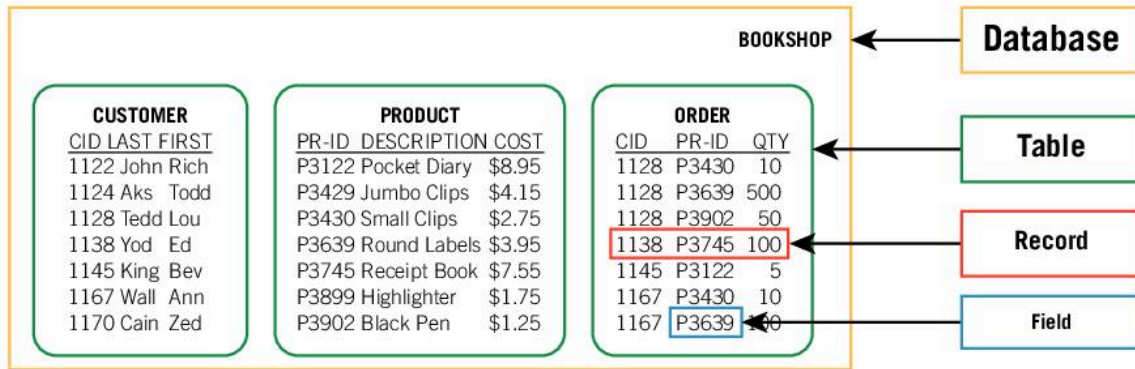 BOOKSHOP
Database
CUSTOMER
CID LAST FIRST
1122 John Rich
1124 Aks Todd
1128 Tedd Lou
1138 Yod Ed
1145 King Bev
1167 Wall Ann
1170 Cain Zed
PRODUCT
PR-ID DESCRIPTION COST
P3122 Pocket Diary $8.95
P3429 Jumbo Clips $4.15
P3430 Small Clips $2.75
P3639 Round Labels $3.95
P3745 Receipt Book $7.55
P3899 Highlighter $1.75
P3902 Black Pen $1.25
ORDER
CID PR-ID QTY
1128 P3430 10
1128 P3639 500
1128 P3902 50
1138 P3745 100
1145 P3122 5
1167 P3430 10
1167 P3639 100
Table
Record
Field